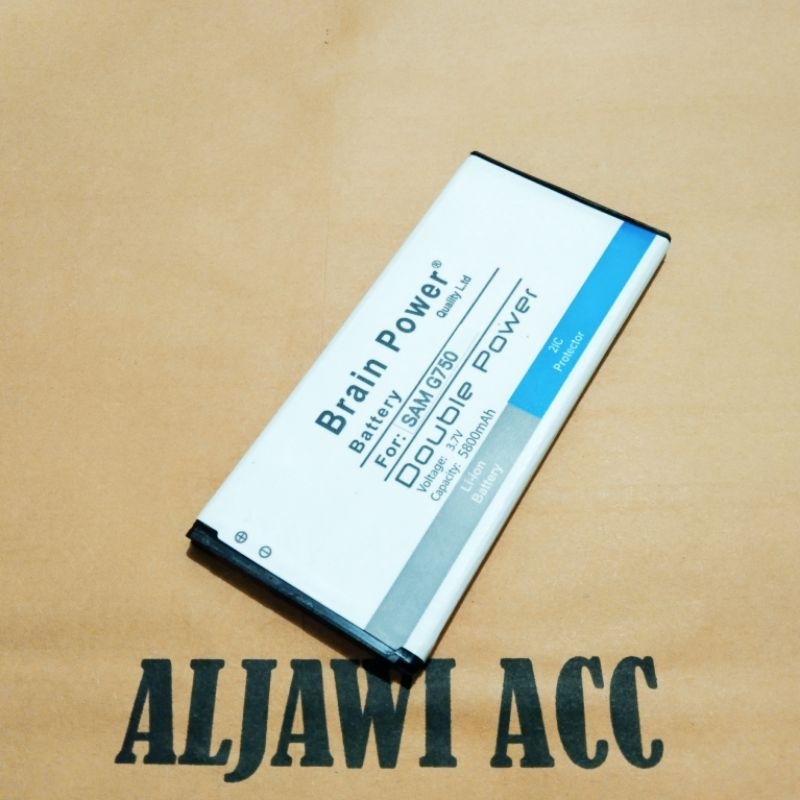 Brain Power®
Quality Ltd
Battery
For: SAM G750
Double Power
Voltage: 3.7V
Capacity: 5800mAh
Li-ion
Battery
2IC
Protector
ALJAWI ACC